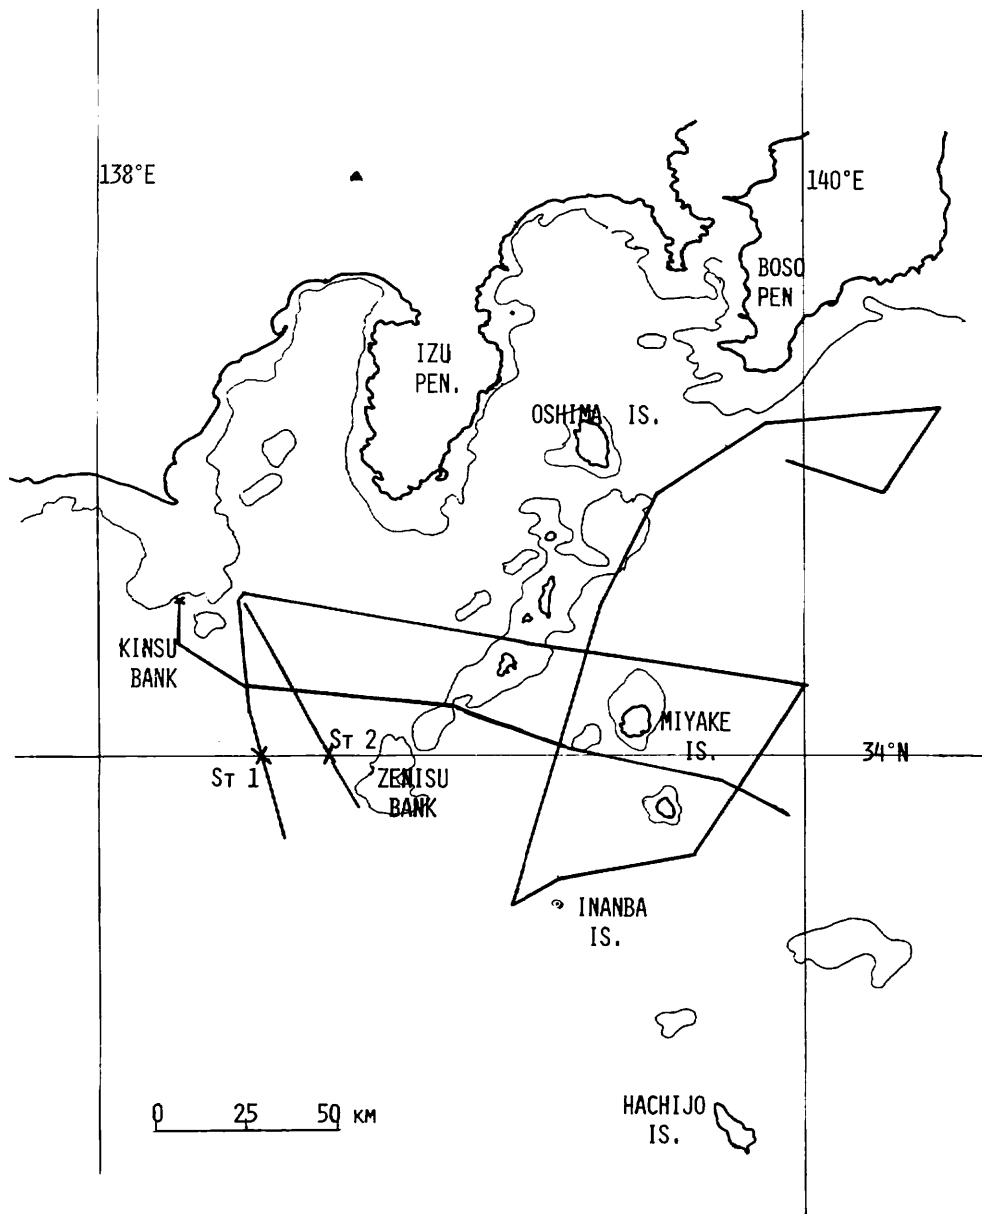 138°E
140°E
BOSO
PEN
IZU
PEN.
OSHIMA IS.
KINSU
BANK
MIYAKE
IS.
34°N
ST 2
ST 1
ZENISU
BANK
INANBA
IS.
HACHIJO
IS.
0 25 50 KM